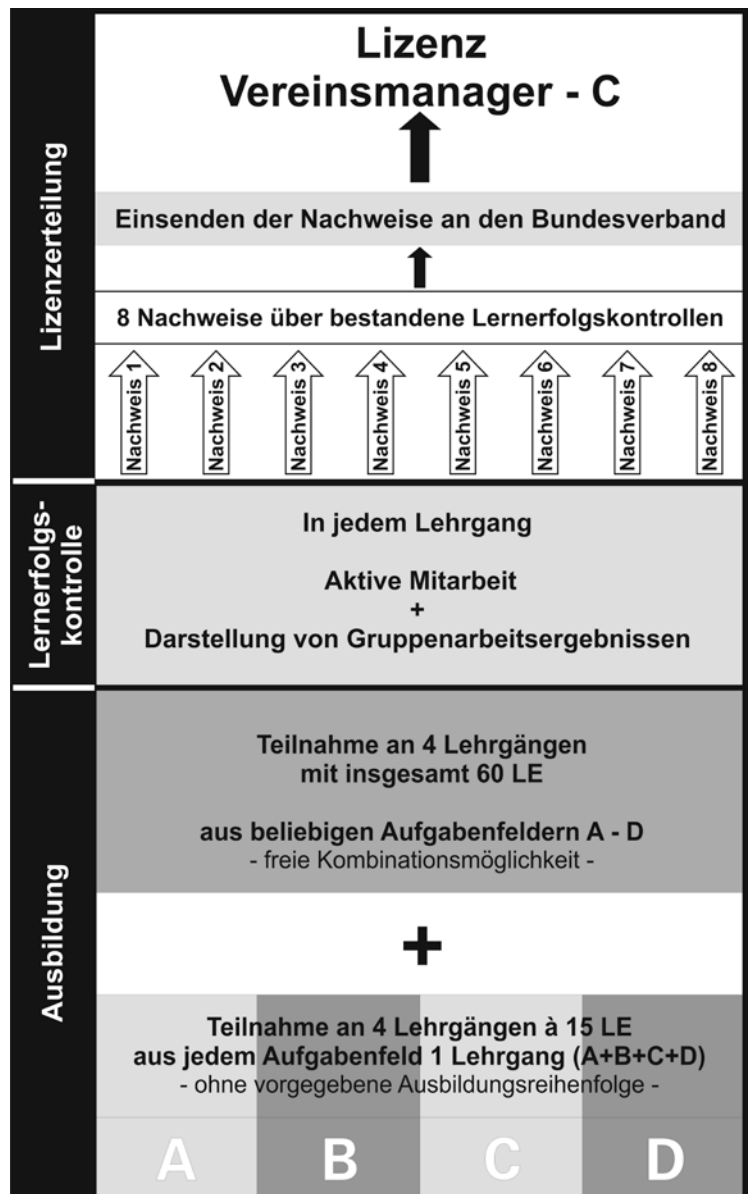 Lizenzerteilung
Lizenz
Vereinsmanager - C
Einsenden der Nachweise an den Bundesverband
8 Nachweise über bestandene Lernerfolgskontrollen
Nachweis 1
Nachweis 2
Nachweis 3
Nachweis 4
Nachweis 5
Nachweis 6
Nachweis 7
Nachweis 8
Lernerfolgs-
kontrolle
In jedem Lehrgang
Aktive Mitarbeit
+
Darstellung von Gruppenarbeitsergebnissen
Ausbildung
Teilnahme an 4 Lehrgängen
mit insgesamt 60 LE
aus beliebigen Aufgabenfeldern A - D
- freie Kombinationsmöglichkeit -
+
Teilnahme an 4 Lehrgängen à 15 LE
aus jedem Aufgabenfeld 1 Lehrgang (A+B+C+D)
- ohne vorgegebene Ausbildungsreihenfolge -
A B C D